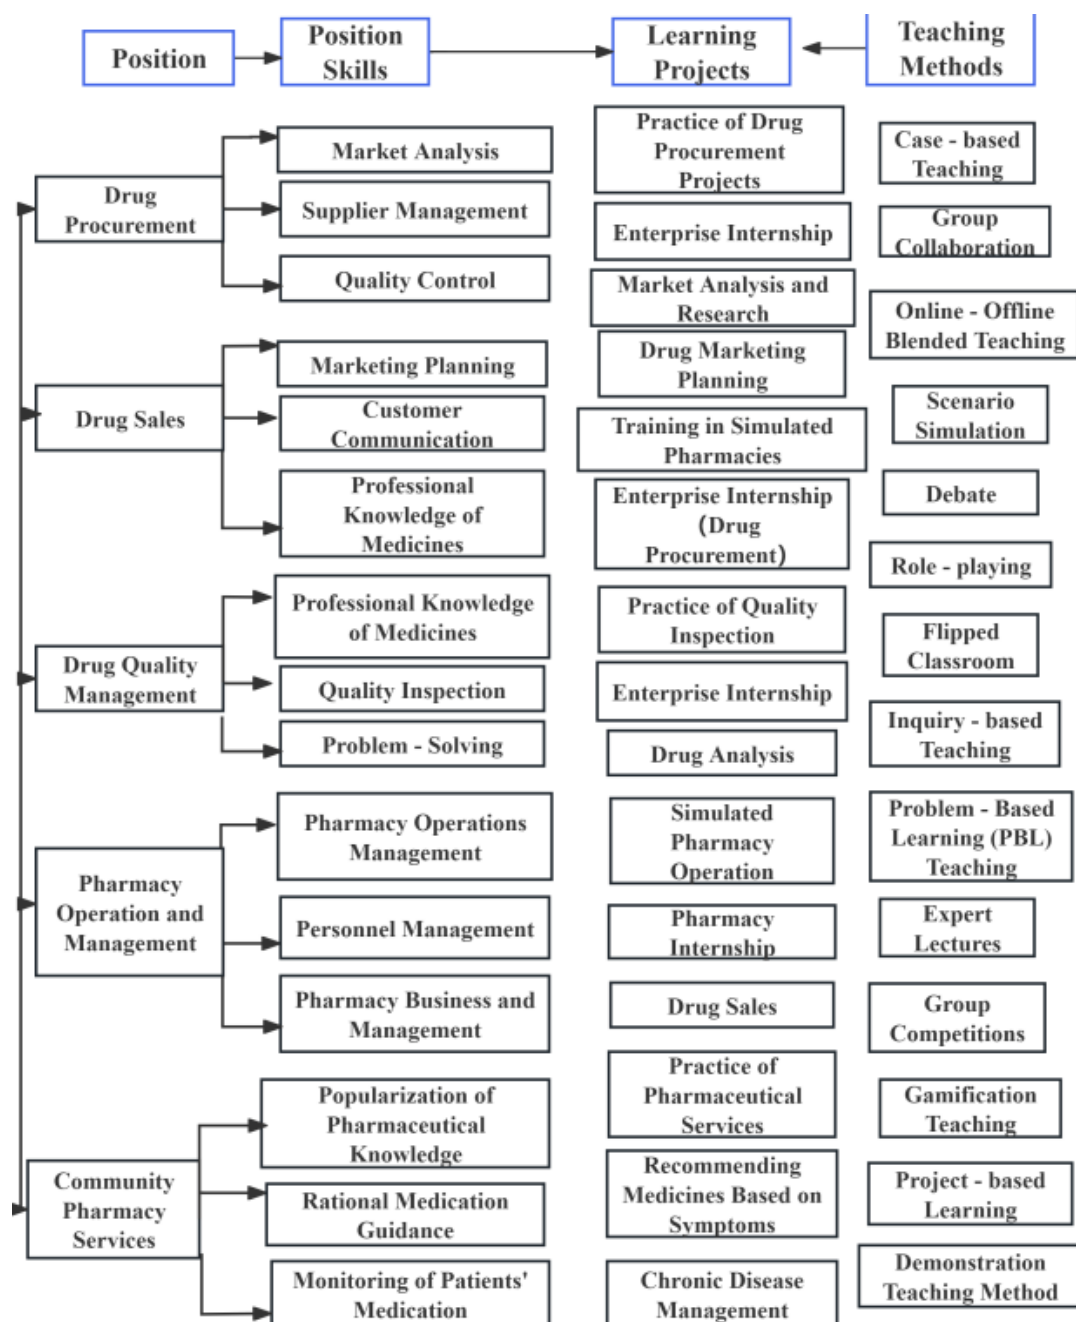 Position
Position
Skills
Learning
Projects
Teaching
Methods
Drug
Procurement
Market Analysis
Supplier Management
Quality Control
Drug Sales
Marketing Planning
Customer
Communication
Professional
Knowledge of
Medicines
Drug Quality
Management
Professional Knowledge
of Medicines
Quality Inspection
Problem - Solving
Pharmacy
Operation and
Management
Pharmacy Operations
Management
Personnel Management
Pharmacy Business and
Management
Community
Pharmacy
Services
Popularization of
Pharmaceutical
Knowledge
Rational Medication
Guidance
Monitoring of Patients'
Medication
Practice of Drug
Procurement
Projects
Enterprise Internship
Market Analysis and
Research
Drug Marketing
Planning
Training in Simulated
Pharmacies
Enterprise Internship
(Drug
Procurement)
Practice of Quality
Inspection
Enterprise Internship
Drug Analysis
Simulated
Pharmacy
Operation
Pharmacy
Internship
Drug Sales
Practice of
Pharmaceutical
Services
Recommending
Medicines Based on
Symptoms
Chronic Disease
Management
Case - based
Teaching
Group
Collaboration
Online - Offline
Blended Teaching
Scenario
Simulation
Debate
Role - playing
Flipped
Classroom
Inquiry - based
Teaching
Problem - Based
Learning (PBL)
Teaching
Expert
Lectures
Group
Competitions
Gamification
Teaching
Project - based
Learning
Demonstration
Teaching Method